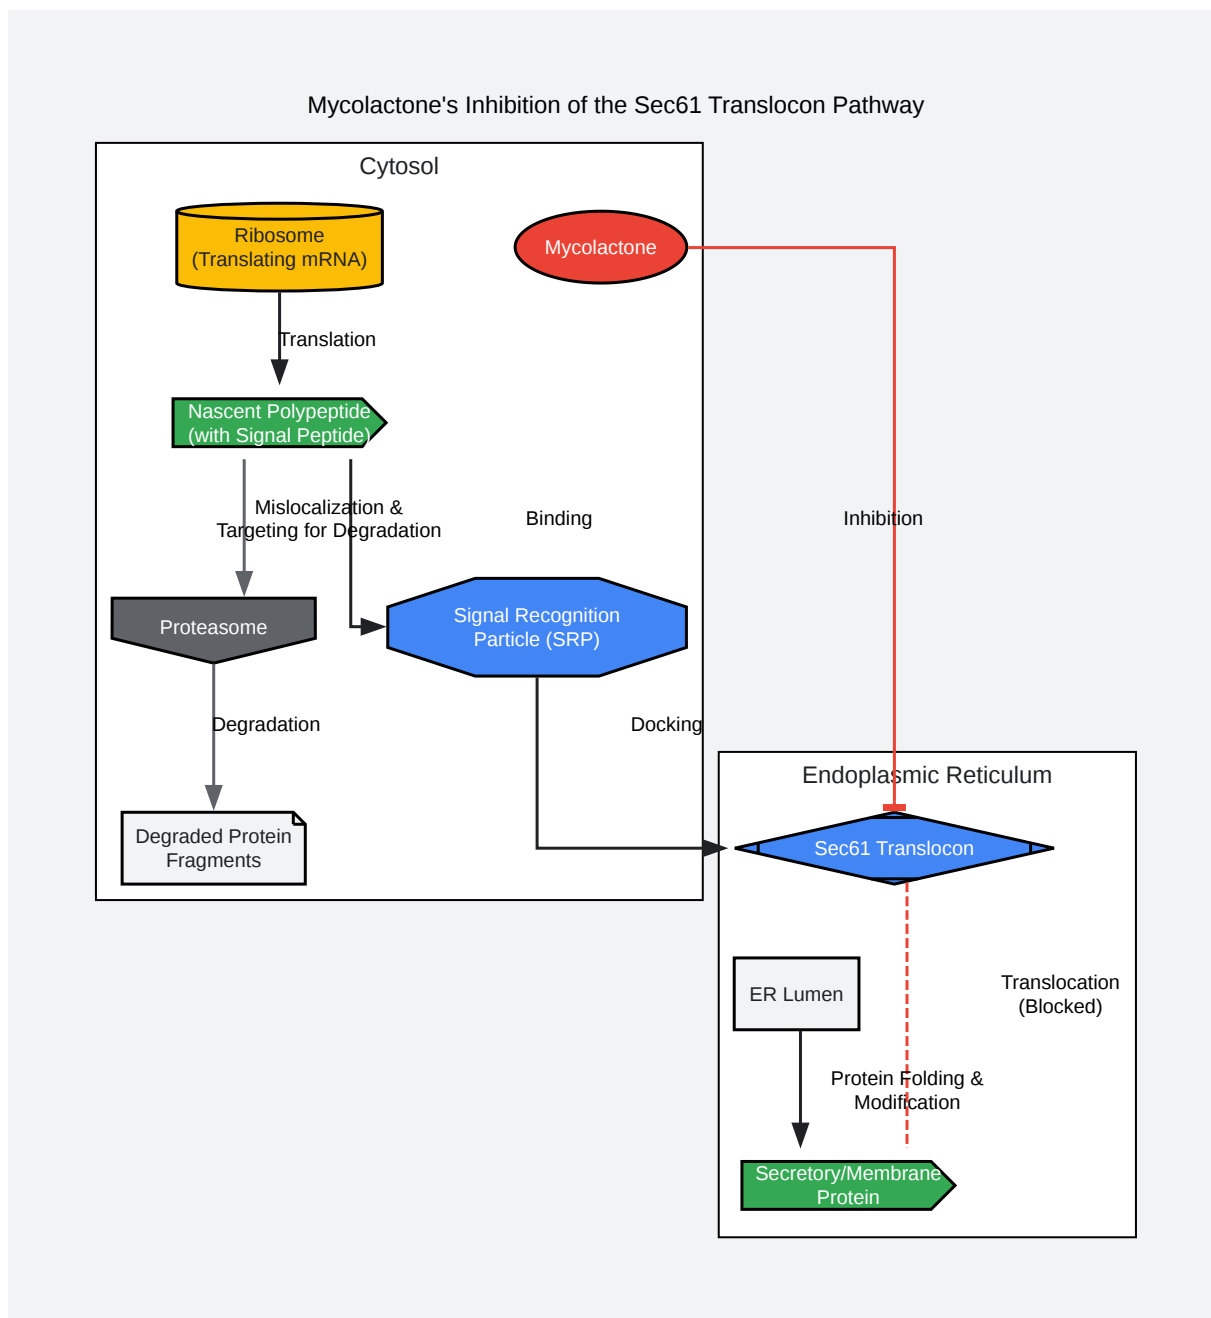 Mycolactone's Inhibition of the Sec61 Translocon Pathway
Cytosol
Ribosome
(Translating mRNA)
Mycolactone
Translation
Nascent Polypeptide
(with Signal Peptide)
Mislocalization &
Targeting for Degradation
Binding
Inhibition
Proteasome
Signal Recognition
Particle (SRP)
Degradation
Docking
Endoplasmic Reticulum
Degraded Protein
Fragments
Sec61 Translocon
ER Lumen
Translocation
(Blocked)
Protein Folding &
Modification
Secretory/Membrane
Protein